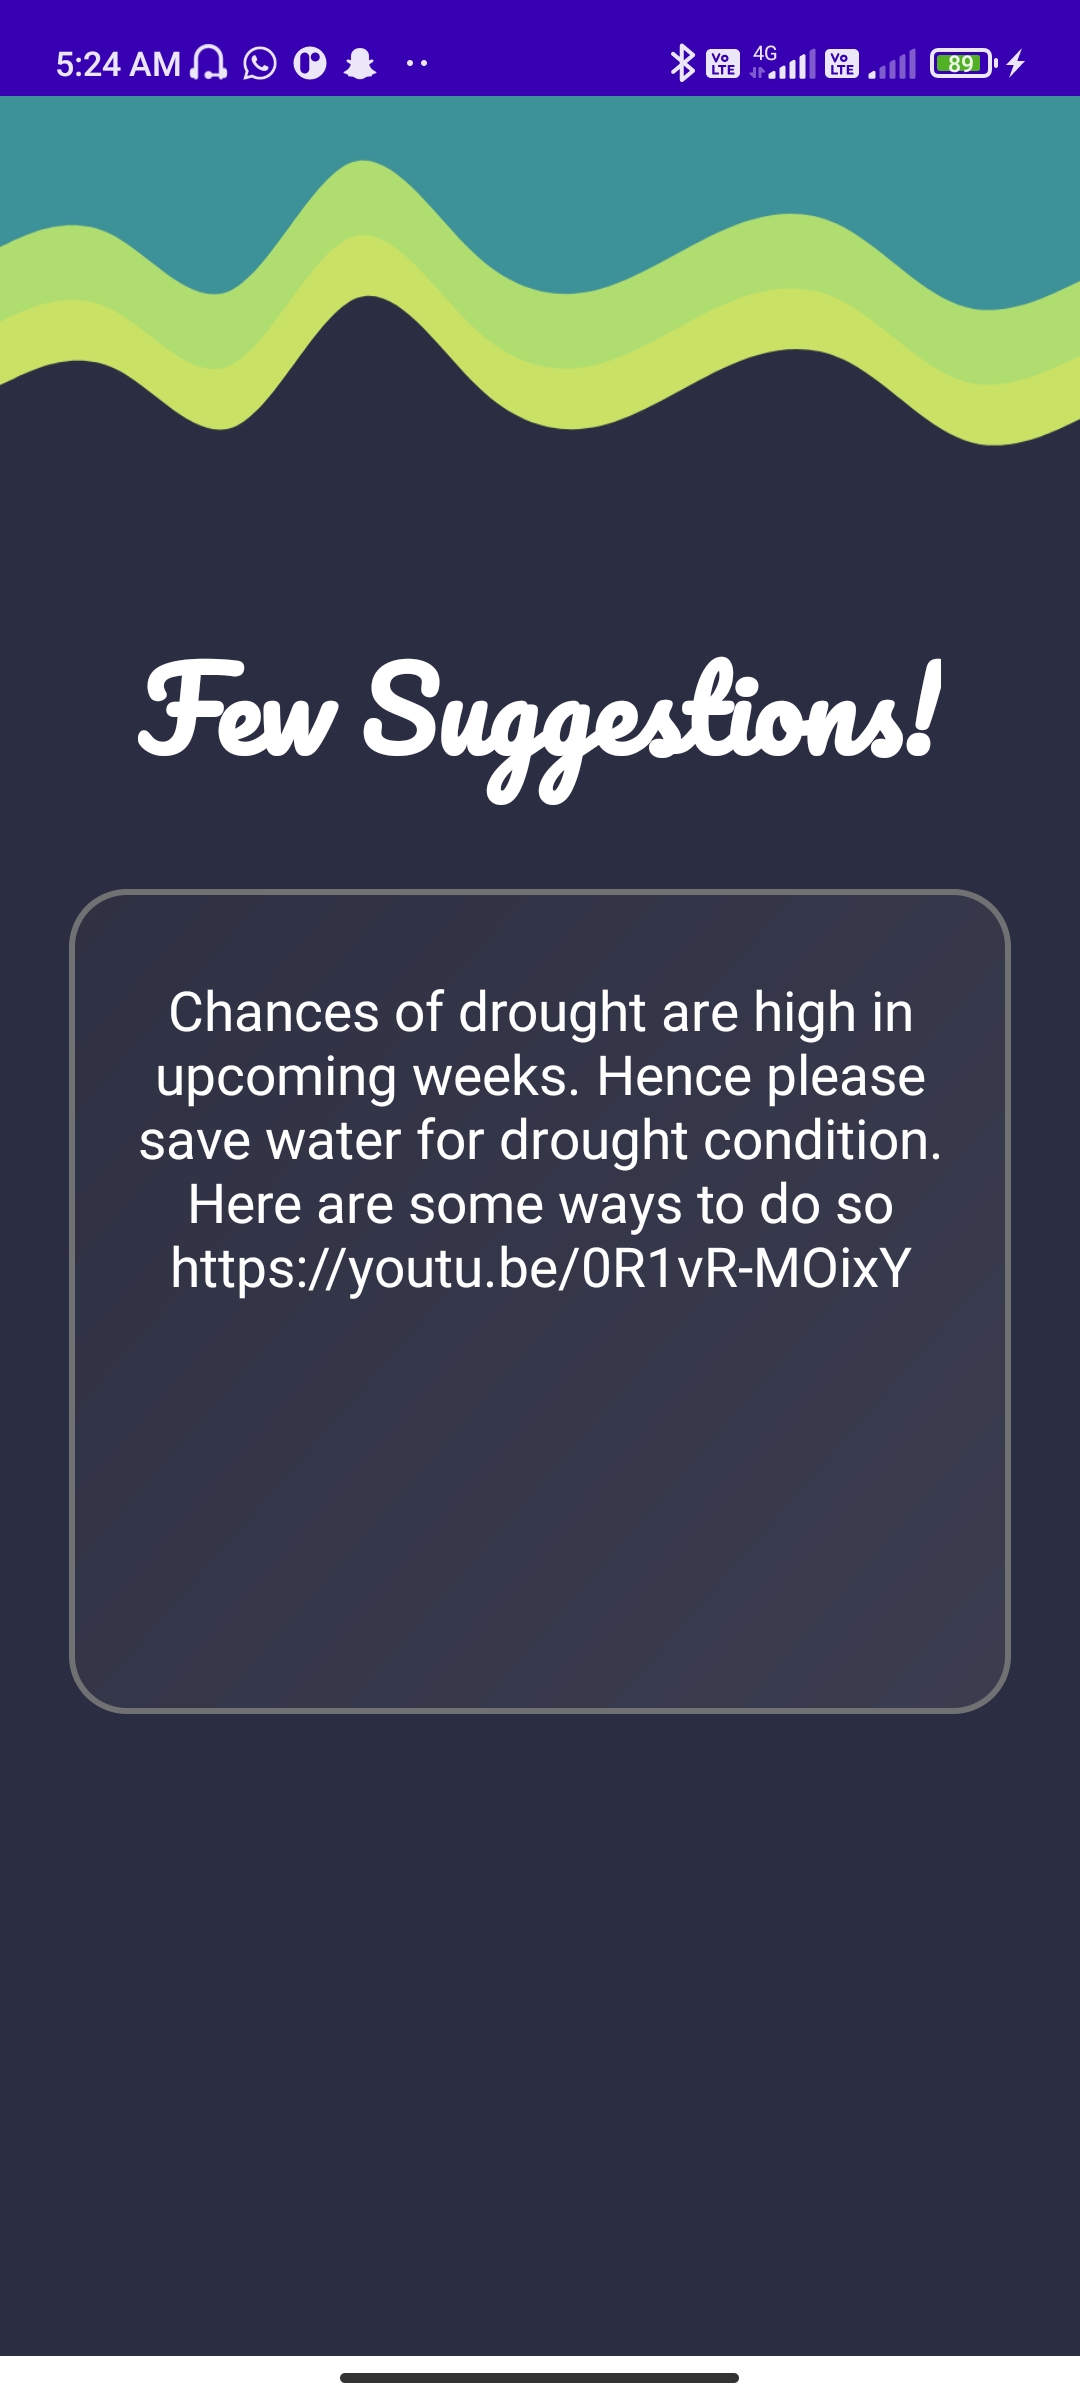 5:24 AM
4G
Vo LTE
Vo LTE
89
Few Suggestions!
Chances of drought are high in
upcoming weeks. Hence please
save water for drought condition.
Here are some ways to do so
https://youtu.be/0R1vR-MOixY